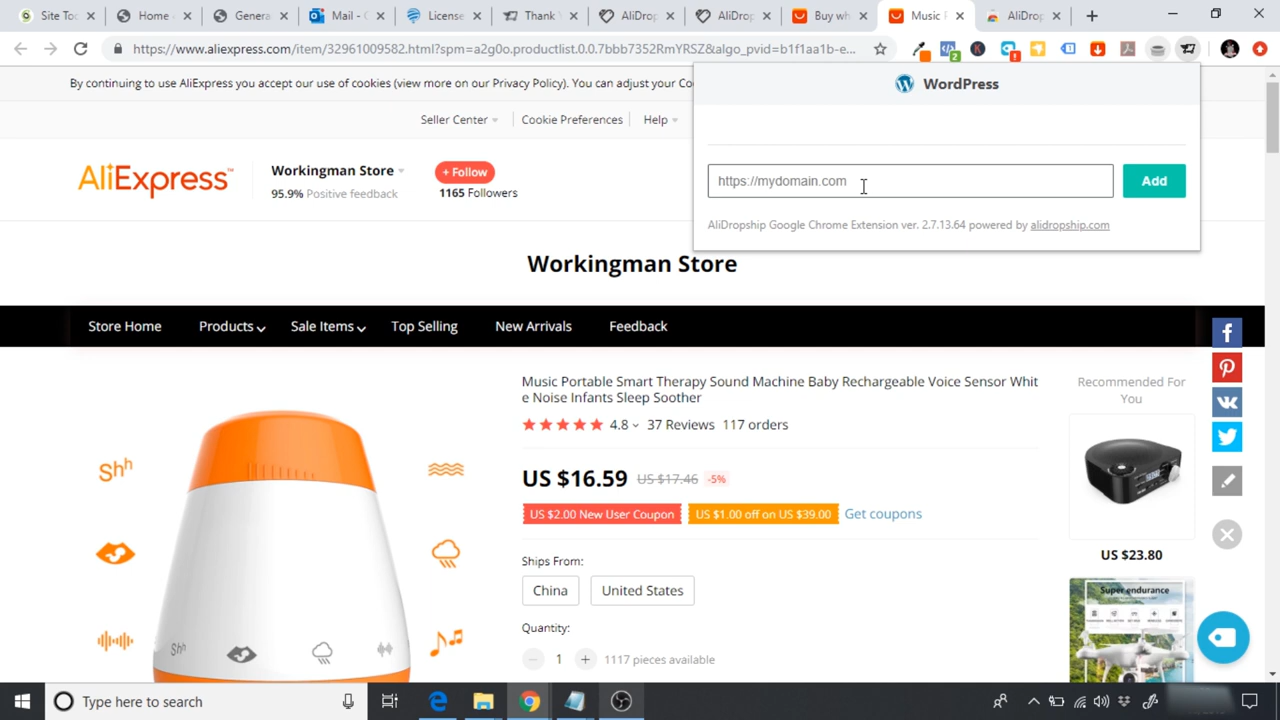 Site Too
Home -
Genera
Mail - C
License
Thank Y
AliDrop
AliDrop
Buy wh
Music P
AliDrop
https://www.aliexpress.com/item/32961009582.html?spm=a2g0o.productlist.0.0.7bbb7352RmYRSZ&algo_pvid=b1f1aa1b-e...
By continuing to use AliExpress you accept our use of cookies (view more on our Privacy Policy). You can adjust your Coo
WordPress
Seller Center
Cookie Preferences
Help
https://mydomain.com
Add
AliExpress™
Workingman Store
95.9% Positive feedback
+ Follow
1165 Followers
AliDropship Google Chrome Extension ver. 2.7.13.64 powered by alidropship.com
Workingman Store
Store Home
Products
Sale Items
Top Selling
New Arrivals
Feedback
Music Portable Smart Therapy Sound Machine Baby Rechargeable Voice Sensor Whit
e Noise Infants Sleep Soother
4.8
37 Reviews
117 orders
Recommended For
You
US $16.59
US $17.46
-5%
US $2.00 New User Coupon
US $1.00 off on US $39.00
Get coupons
Shh
Ships From:
China
United States
US $23.80
Super endurance
Quantity:
Shh
1
1117 pieces available
Type here to search